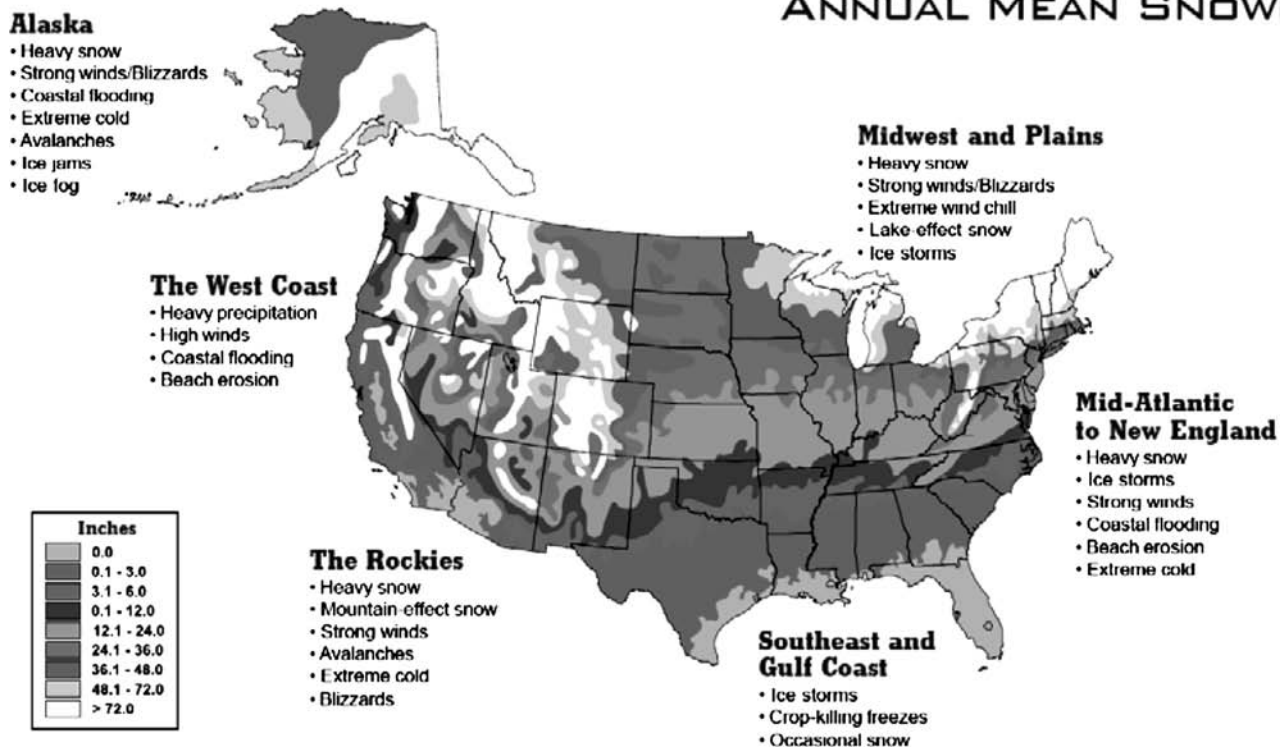 ANNUAL MEAN SNOW
Alaska
• Heavy snow
• Strong winds/Blizzards
• Coastal flooding
• Extreme cold
• Avalanches
• Ice jams
• Ice fog
Midwest and Plains
• Heavy snow
• Strong winds/Blizzards
• Extreme wind chill
• Lake-effect snow
• Ice storms
The West Coast
• Heavy precipitation
• High winds
• Coastal flooding
• Beach erosion
Mid-Atlantic
to New England
• Heavy snow
• Ice storms
• Strong winds
• Coastal flooding
• Beach erosion
• Extreme cold
Inches
0.0
0.1 - 3.0
3.1 - 6.0
0.1 - 12.0
12.1 - 24.0
24.1 - 36.0
36.1 - 48.0
48.1 - 72.0
> 72.0
The Rockies
• Heavy snow
• Mountain-effect snow
• Strong winds
• Avalanches
• Extreme cold
• Blizzards
Southeast and
Gulf Coast
• Ice storms
• Crop-killing freezes
• Occasional snow